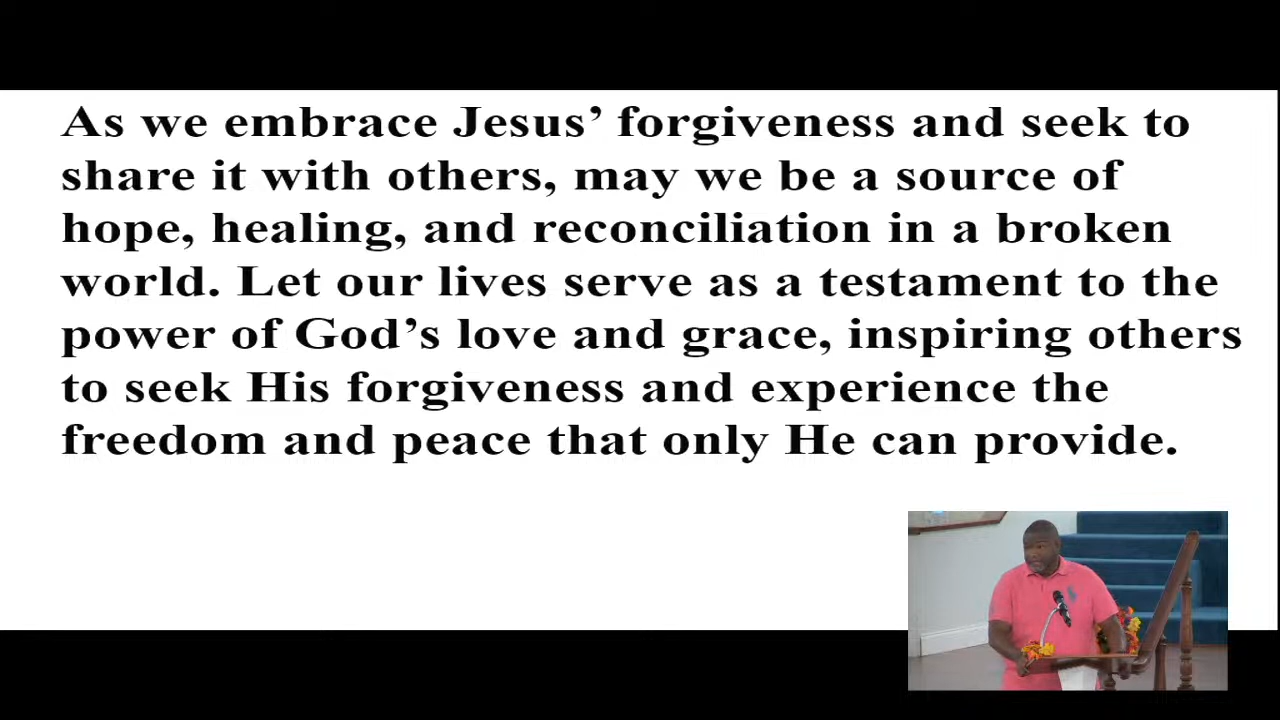 As we embrace Jesus’ forgiveness and seek to
share it with others, may we be a source of
hope, healing, and reconciliation in a broken
world. Let our lives serve as a testament to the
power of God’s love and grace, inspiring others
to seek His forgiveness and experience the
freedom and peace that only He can provide.